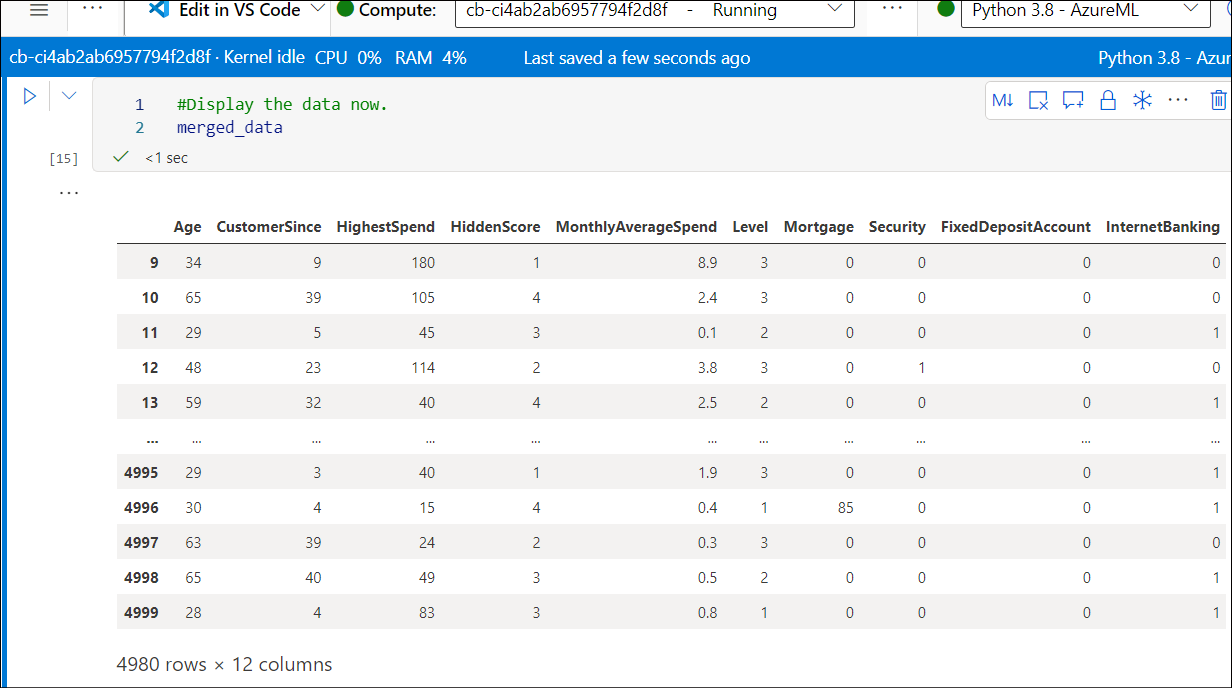 Edit in VS Code Compute: cb-ci4ab2ab6957794f2d8f - Running ··· Python 3.8 - AzureML
cb-ci4ab2ab6957794f2d8f · Kernel idle CPU 0% RAM 4% Last saved a few seconds ago Python 3.8 - Azur
1 #Display the data now.
M↓
2 merged_data
[15] <1 sec
...
Age CustomerSince HighestSpend HiddenScore MonthlyAverageSpend Level Mortgage Security FixedDepositAccount InternetBanking
9 34 9 180 1 8.9 3 0 0 0 0
10 65 39 105 4 2.4 3 0 0 0 0
11 29 5 45 3 0.1 2 0 0 0 1
12 48 23 114 2 3.8 3 0 1 0 0
13 59 32 40 4 2.5 2 0 0 0 1
... ... ... ... ... ... ... ... ... ... ...
4995 29 3 40 1 1.9 3 0 0 0 1
4996 30 4 15 4 0.4 1 85 0 0 1
4997 63 39 24 2 0.3 3 0 0 0 0
4998 65 40 49 3 0.5 2 0 0 0 1
4999 28 4 83 3 0.8 1 0 0 0 1
4980 rows × 12 columns